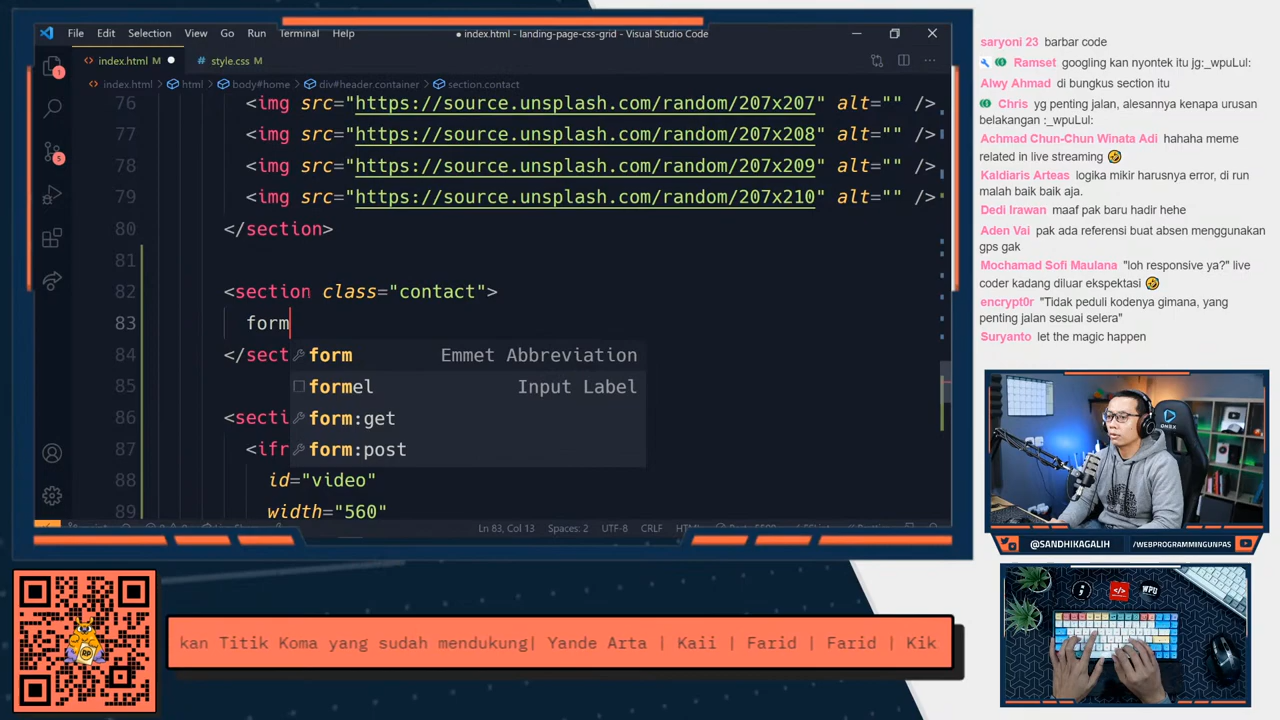 File Edit Selection View Go Run Terminal Help ● index.html - landing-page-css-grid - Visual Studio Code
index.html M ● style.css M
index.html › html › body#home › div#header.container › section.contact
76 <img src="https://source.unsplash.com/random/207x207" alt="" />
77 <img src="https://source.unsplash.com/random/207x208" alt="" />
78 <img src="https://source.unsplash.com/random/207x209" alt="" />
79 <img src="https://source.unsplash.com/random/207x210" alt="" />
80 </section>
81
82 <section class="contact">
83 form
84 </sect
form Emmet Abbreviation
85
formel Input Label
86 <secti
form:get
87 <ifr
form:post
88 id="video"
89 width="560"
Ln 83, Col 13 Spaces: 2 UTF-8 CRLF
1
5
saryoni 23 barbar code
Ramset googling kan nyontek itu jg:_wpuLul:
Alwy Ahmad di bungkus section itu
Chris yg penting jalan, alesannya kenapa urusan
belakangan :_wpuLul:
Achmad Chun-Chun Winata Adi hahaha meme
related in live streaming 🤣
Kaldiaris Arteas logika mikir harusnya error, di run
malah baik baik aja.
Dedi Irawan maaf pak baru hadir hehe
Aden Vai pak ada referensi buat absen menggunakan
gps gak
Mochamad Sofi Maulana "loh responsive ya?" live
coder kadang diluar ekspektasi 🤣
encrypt0r "Tidak peduli kodenya gimana, yang
penting jalan sesuai selera"
Suryanto let the magic happen
@SANDHIKAGALIH /WEBPROGRAMMINGUNPAS
; </> WPU
kan Titik Koma yang sudah mendukung| Yande Arta | Kaii | Farid | Farid | Kik